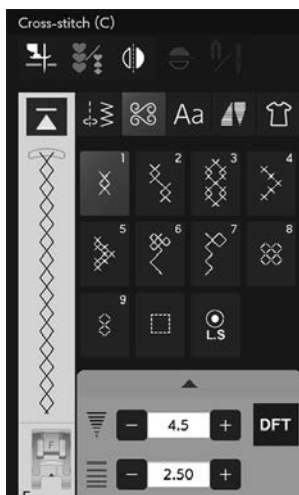 Cross-stitch (C)
Aa
1 2 3 4
5 6 7 8
9 L.S
− 4.5 + DFT
F
− 2.50 +